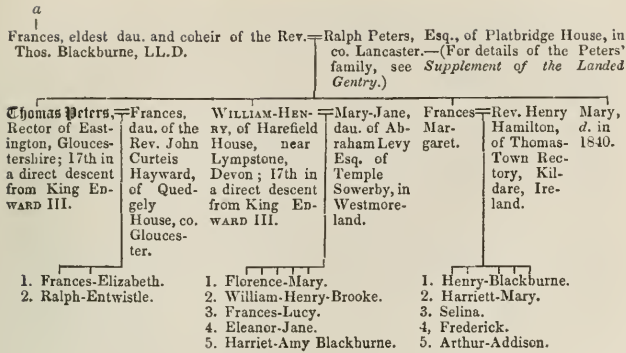 a
Frances, eldest dau. and coheir of the Rev.
Thos. Blackburne, LL.D.
Ralph Peters, Esq., of Platbridge House, in
co. Lancaster.—(For details of the Peters'
family, see Supplement of the Landed
Gentry.)
Thomas Peters,
Rector of East-
ington, Glouces-
tershire; 17th in
a direct descent
from King ED-
WARD III.
Frances,
dau. of the
Rev. John
Curteis
Hayward,
of Qued-
gely
House, co.
Glouces-
ter.
WILLIAM-HEN-
RY, of Harefield
House, near
Lympstone,
Devon; 17th in
a direct descent
from King ED-
WARD III.
Mary-Jane,
dau. of Ab-
raham Levy
Esq. of
Temple
Sowerby, in
Westmore-
land.
Frances
Mar-
garet.
Rev. Henry
Hamilton,
of Thomas-
Town Rec-
tory, Kil-
dare, Ire-
land.
Mary,
d. in
1840.
1. Frances-Elizabeth.
2. Ralph-Entwistle.
1. Florence-Mary.
2. William-Henry-Brooke.
3. Frances-Lucy.
4. Eleanor-Jane.
5. Harriet-Amy Blackburne.
1. Henry-Blackburne.
2. Harriett-Mary.
3. Selina.
4, Frederick.
5. Arthur-Addison.